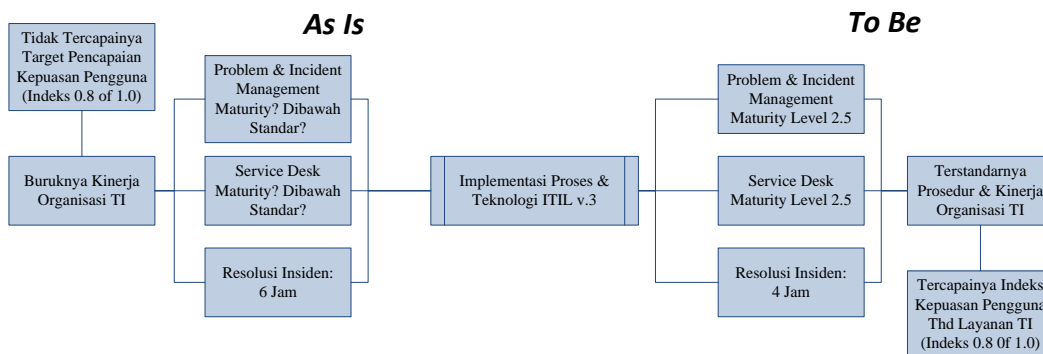 As Is
To Be
Tidak Tercapainya
Target Pencapaian
Kepuasan Pengguna
(Indeks 0.8 of 1.0)
Buruknya Kinerja
Organisasi TI
Problem & Incident
Management
Maturity? Dibawah
Standar?
Service Desk
Maturity? Dibawah
Standar?
Resolusi Insiden:
6 Jam
Implementasi Proses &
Teknologi ITIL v.3
Problem & Incident
Management
Maturity Level 2.5
Service Desk
Maturity Level 2.5
Resolusi Insiden:
4 Jam
Terstandarnya
Prosedur & Kinerja
Organisasi TI
Tercapainya Indeks
Kepuasan Pengguna
Thd Layanan TI
(Indeks 0.8 0f 1.0)